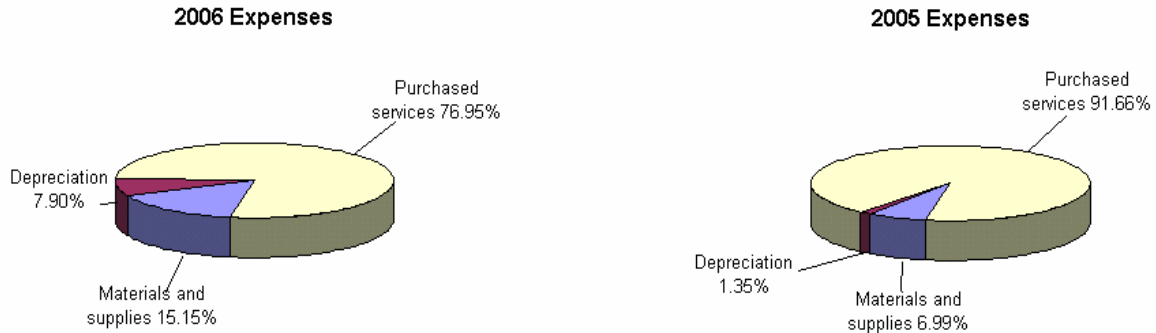 2006 Expenses
Purchased
services 76.95%
Depreciation
7.90%
Materials and
supplies 15.15%
2005 Expenses
Purchased
services 91.66%
Depreciation
1.35%
Materials and
supplies 6.99%